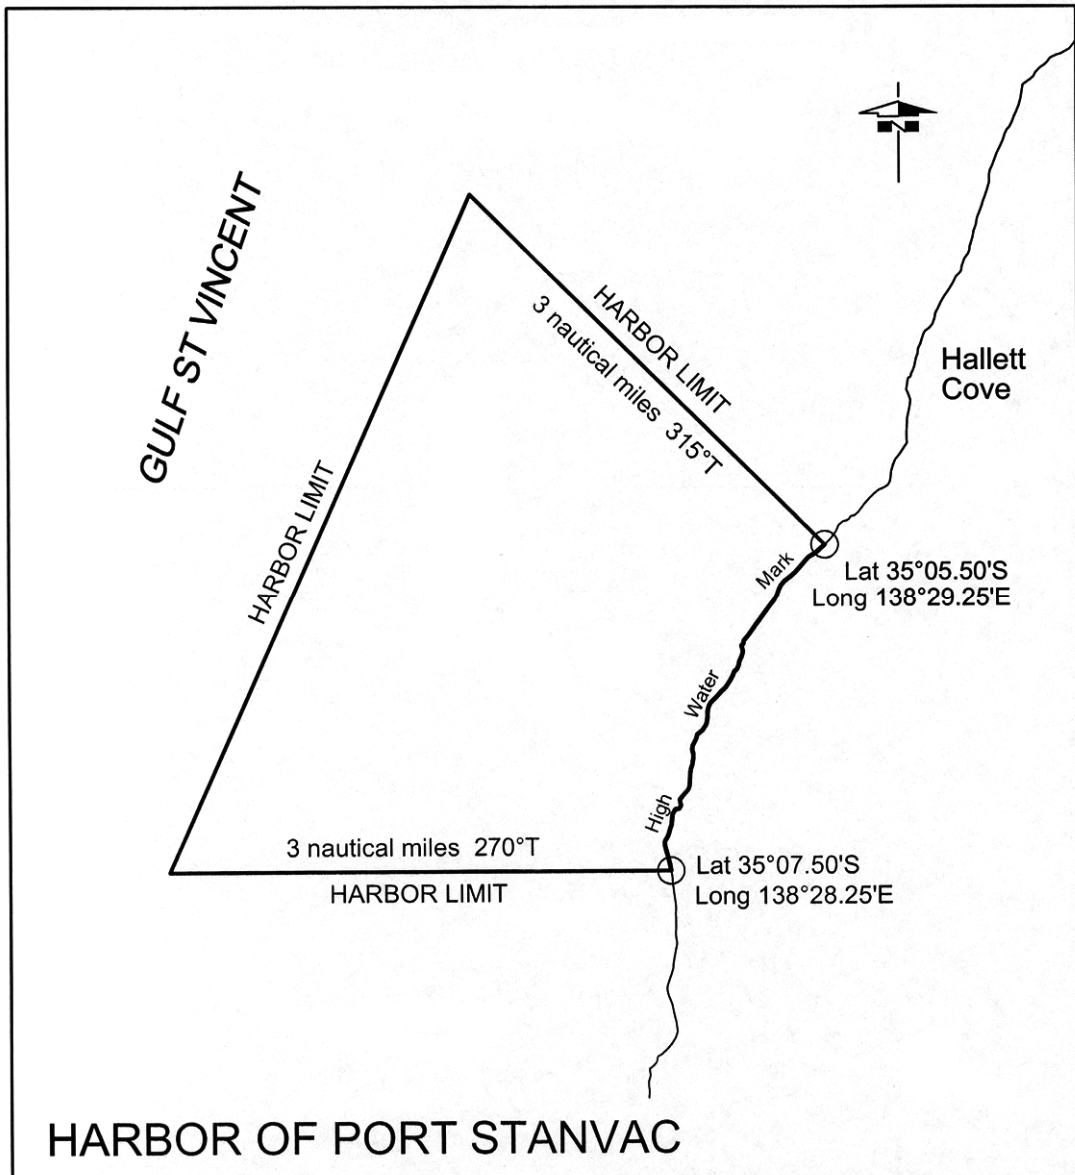 N
GULF ST VINCENT
HARBOR LIMIT
3 nautical miles 315°T
Hallett
Cove
HARBOR LIMIT
Mark
Lat 35°05.50'S
Long 138°29.25'E
Water
High
3 nautical miles 270°T
HARBOR LIMIT
Lat 35°07.50'S
Long 138°28.25'E
HARBOR OF PORT STANVAC